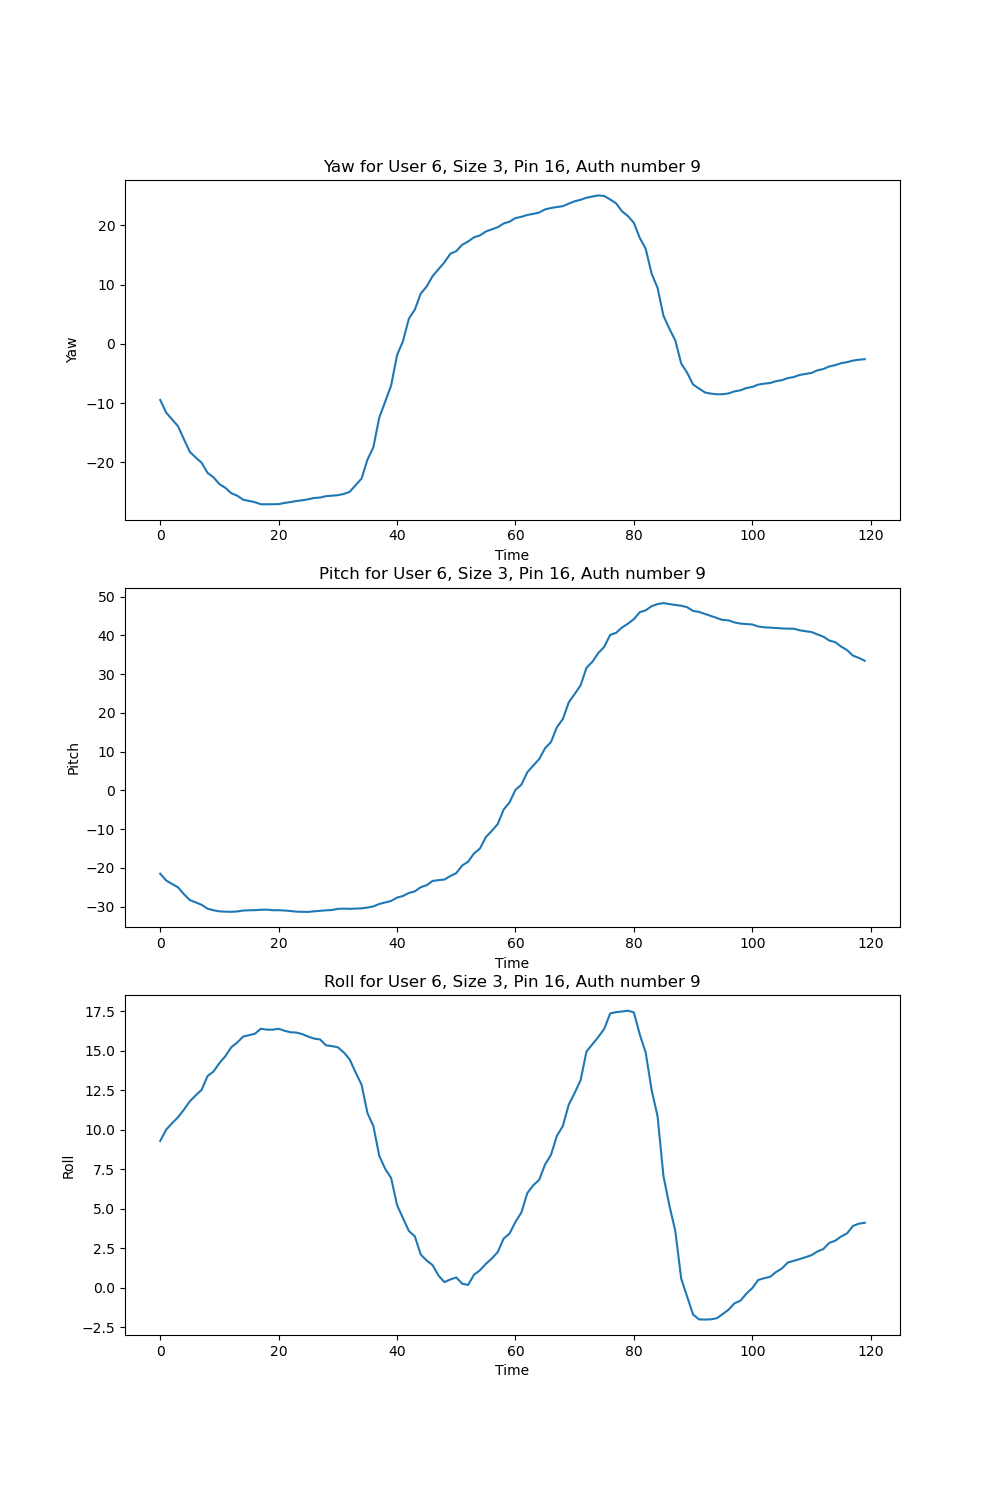 Yaw for User 6, Size 3, Pin 16, Auth number 9
20
10
0
−10
−20
Yaw
0 20 40 60 80 100 120
Time
Pitch for User 6, Size 3, Pin 16, Auth number 9
50
40
30
20
10
0
−10
−20
−30
Pitch
0 20 40 60 80 100 120
Time
Roll for User 6, Size 3, Pin 16, Auth number 9
17.5
15.0
12.5
10.0
7.5
5.0
2.5
0.0
−2.5
Roll
0 20 40 60 80 100 120
Time